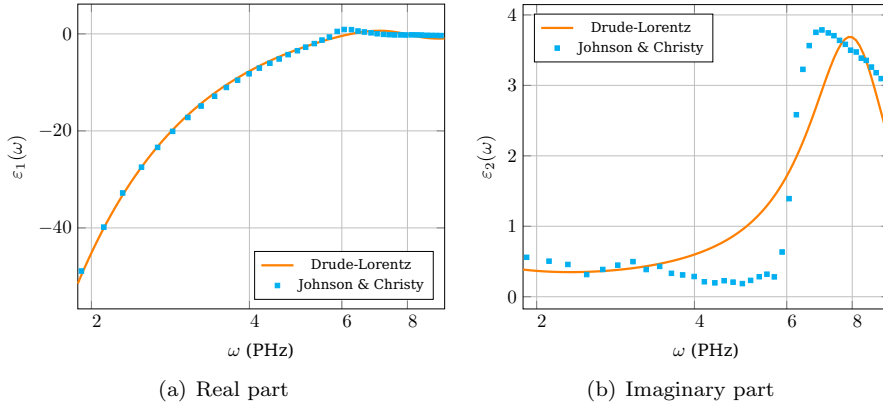 0
−20
−40
2
4
6
8
ε₁(ω)
ω (PHz)
Drude-Lorentz
Johnson & Christy
(a) Real part
4
3
2
1
0
2
4
6
8
ε₂(ω)
ω (PHz)
Drude-Lorentz
Johnson & Christy
(b) Imaginary part